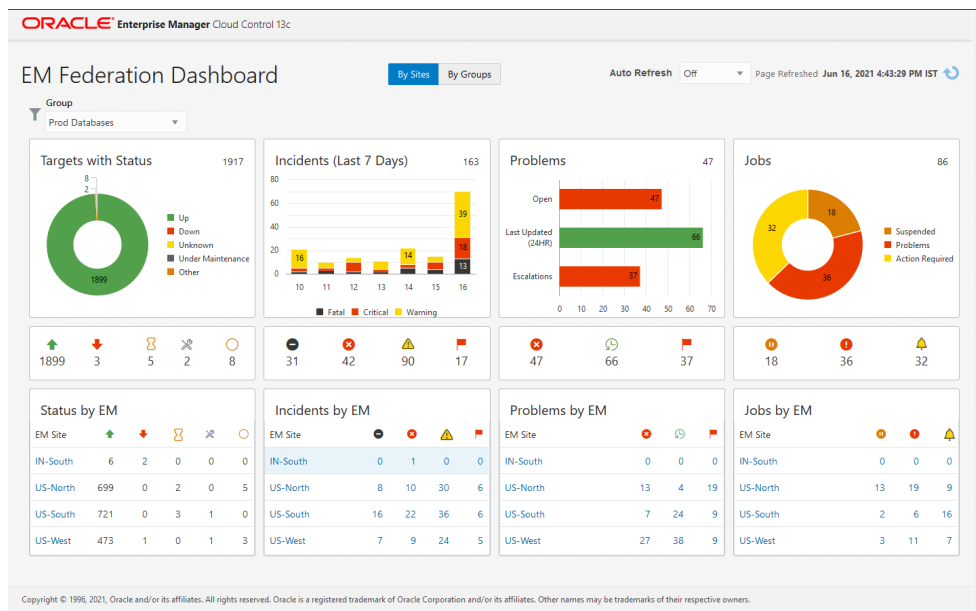 ORACLE Enterprise Manager Cloud Control 13c
EM Federation Dashboard
By Sites By Groups
Auto Refresh Off Page Refreshed Jun 16, 2021 4:43:29 PM IST
Group
Prod Databases
Targets with Status 1917
8
2
1899
Up
Down
Unknown
Under Maintenance
Other
Incidents (Last 7 Days) 163
80
60
40
20
0
16
14
39
18
13
10 11 12 13 14 15 16
Fatal Critical Warning
Problems 47
Open 47
Last Updated
(24HR) 66
Escalations 37
0 10 20 30 40 50 60 70
Jobs 86
18
32
36
Suspended
Problems
Action Required
1899 3 5 2 8
31 42 90 17
47 66 37
18 36 32
Status by EM
EM Site
IN-South 6 2 0 0 0
US-North 699 0 2 0 5
US-South 721 0 3 1 0
US-West 473 1 0 1 3
Incidents by EM
EM Site
IN-South 0 1 0 0
US-North 8 10 30 6
US-South 16 22 36 6
US-West 7 9 24 5
Problems by EM
EM Site
IN-South 0 0 0
US-North 13 4 19
US-South 7 24 9
US-West 27 38 9
Jobs by EM
EM Site
IN-South 0 0 0
US-North 13 19 9
US-South 2 6 16
US-West 3 11 7
Copyright © 1996, 2021, Oracle and/or its affiliates. All rights reserved. Oracle is a registered trademark of Oracle Corporation and/or its affiliates. Other names may be trademarks of their respective owners.